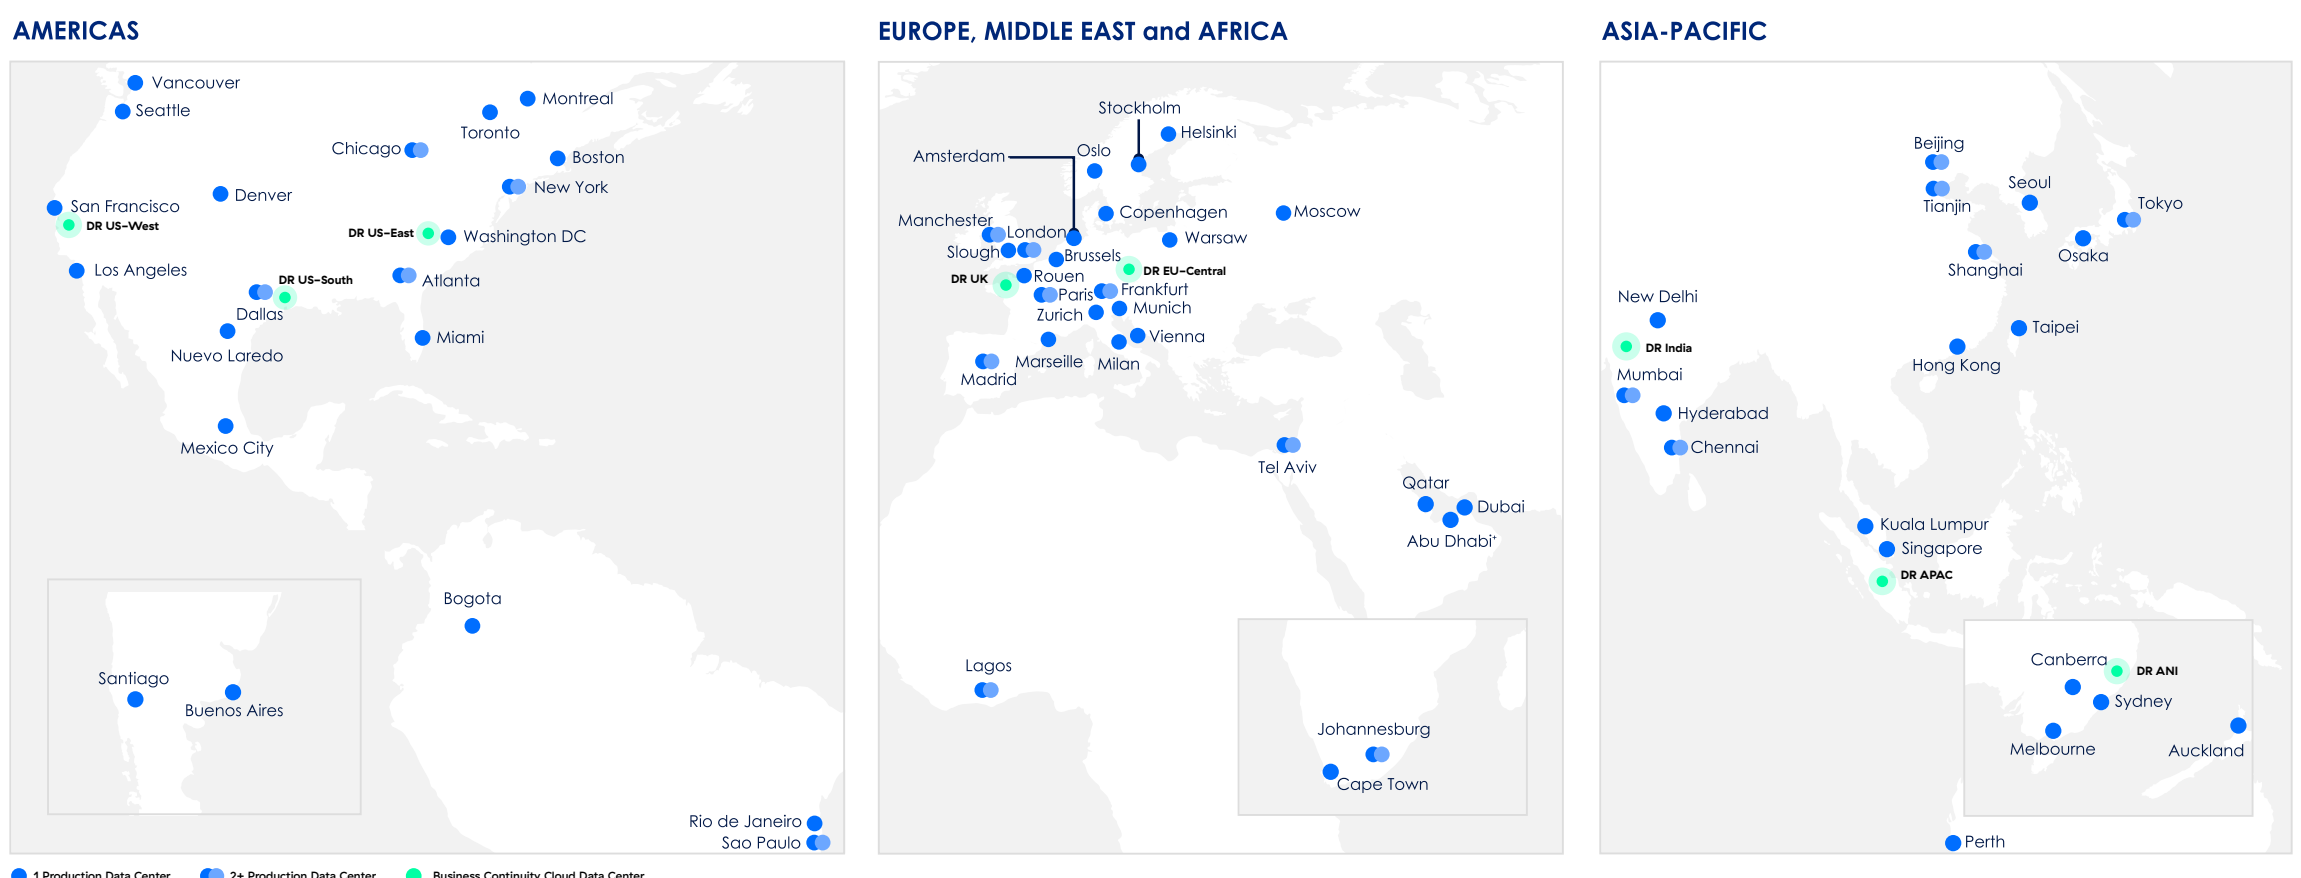 AMERICAS
Vancouver
Seattle
Montreal
Toronto
Chicago
Boston
New York
Denver
San Francisco
DR US-West
DR US-East
Washington DC
Los Angeles
DR US-South
Atlanta
Dallas
Miami
Nuevo Laredo
Mexico City
Bogota
Santiago
Buenos Aires
Rio de Janeiro
Sao Paulo
EUROPE, MIDDLE EAST and AFRICA
Stockholm
Helsinki
Oslo
Amsterdam
Copenhagen
Moscow
Manchester
London
Warsaw
Slough
Brussels
DR EU-Central
DR UK
Rouen
Frankfurt
Paris
Munich
Zurich
Vienna
Marseille
Milan
Madrid
Tel Aviv
Qatar
Dubai
Abu Dhabi+
Lagos
Johannesburg
Cape Town
ASIA-PACIFIC
Beijing
Seoul
Tianjin
Tokyo
Osaka
Shanghai
New Delhi
Taipei
DR India
Hong Kong
Mumbai
Hyderabad
Chennai
Kuala Lumpur
Singapore
DR APAC
Canberra
DR ANI
Sydney
Melbourne
Auckland
Perth
1 Production Data Center
2+ Production Data Center
Business Continuity Cloud Data Center